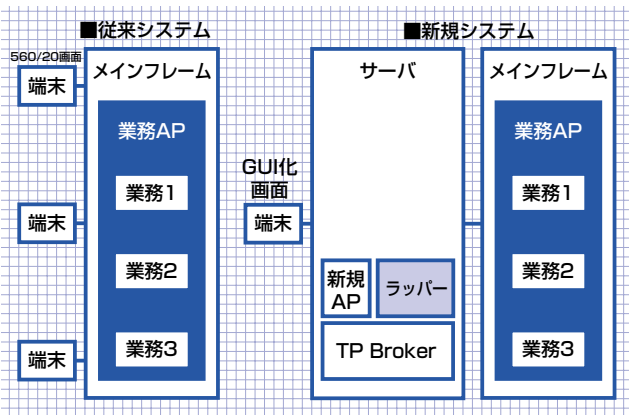 ■従来システム
560/20画面
端末
端末
端末
メインフレーム
業務AP
業務1
業務2
業務3
■新規システム
GUI化
画面
端末
サーバ
新規
AP
ラッパー
TP Broker
メインフレーム
業務AP
業務1
業務2
業務3